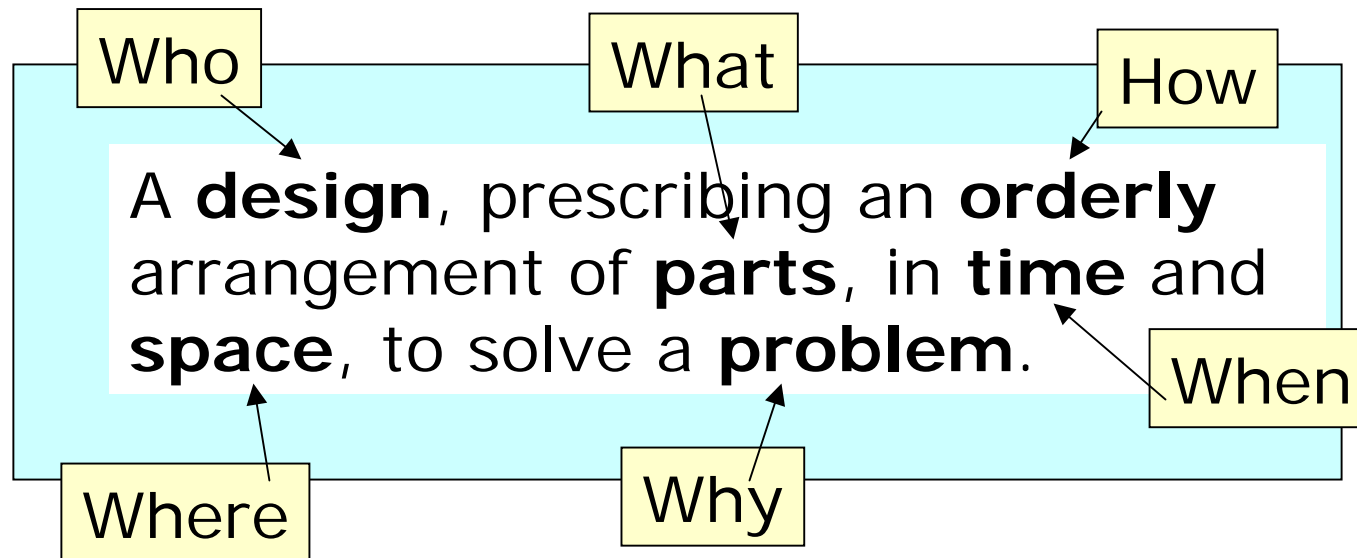 Who What How
A design, prescribing an orderly
arrangement of parts, in time and
space, to solve a problem.
When
Where Why